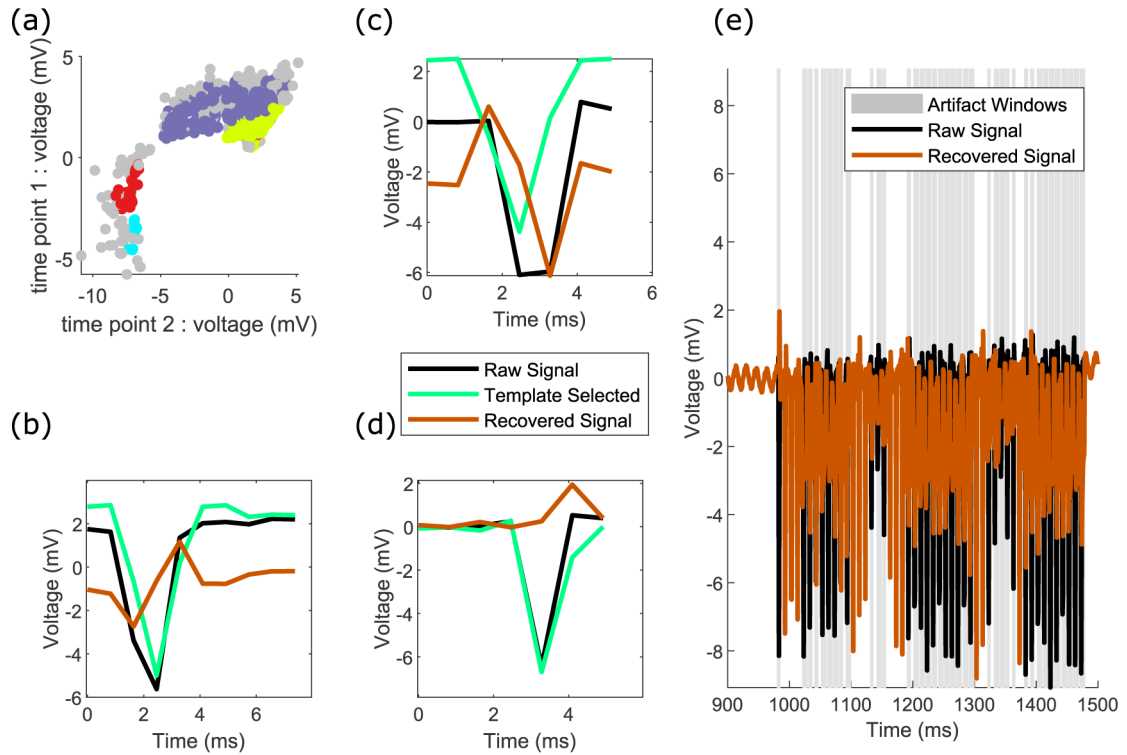 (a)
time point 1 : voltage (mV)
5
0
-5
-10
-5
0
5
time point 2 : voltage (mV)
(b)
Voltage (mV)
2
0
-2
-4
-6
0
2
4
6
Time (ms)
(c)
Voltage (mV)
2
0
-2
-4
-6
0
2
4
6
Time (ms)
Raw Signal
Template Selected
Recovered Signal
(d)
Voltage (mV)
2
0
-2
-4
-6
0
2
4
Time (ms)
(e)
Voltage (mV)
8
6
4
2
0
-2
-4
-6
-8
900
1000
1100
1200
1300
1400
1500
Time (ms)
Artifact Windows
Raw Signal
Recovered Signal